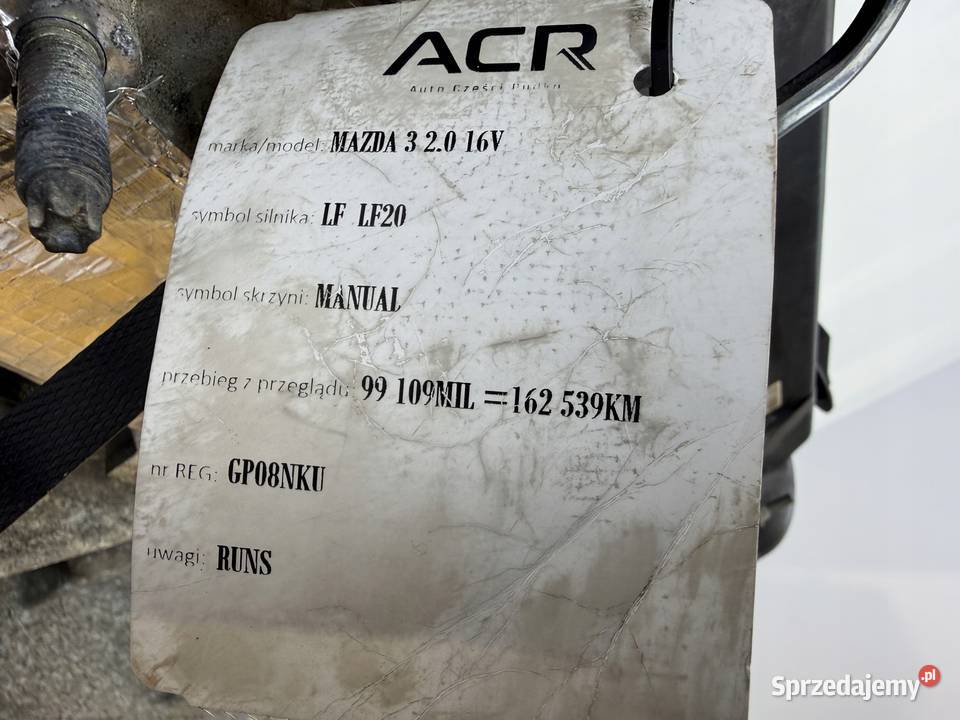 ACR
Auto Części Pudło
marka/model: MAZDA 3 2.0 16V
symbol silnika: LF LF20
symbol skrzyni: MANUAL
przebieg z przeglądu: 99 109MIL =162 539KM
nr REG: GP08NKU
uwagi: RUNS
Sprzedajemy.pl